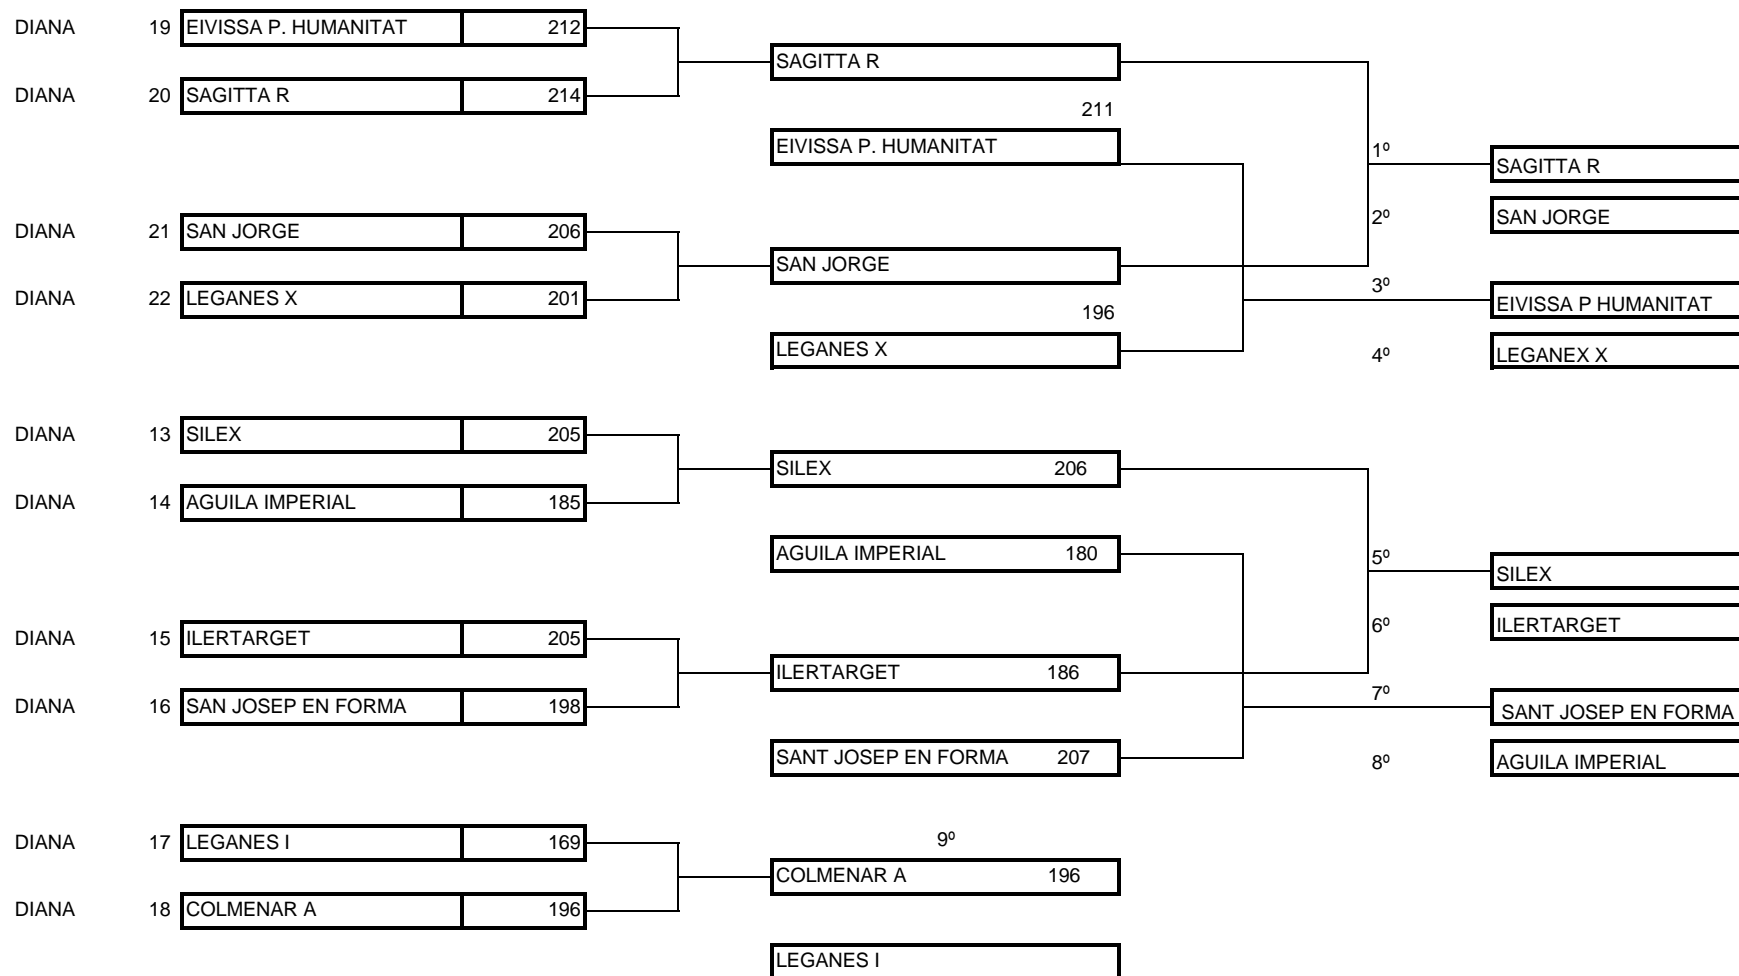 DIANA 19 EIVISSA P. HUMANITAT 212
SAGITTA R
DIANA 20 SAGITTA R 214
211
EIVISSA P. HUMANITAT
1º
SAGITTA R
DIANA 21 SAN JORGE 206
2º SAN JORGE
SAN JORGE
DIANA 22 LEGANES X 201
3º
EIVISSA P HUMANITAT
196
LEGANES X
4º LEGANEX X
DIANA 13 SILEX 205
SILEX 206
DIANA 14 AGUILA IMPERIAL 185
AGUILA IMPERIAL 180
5º
SILEX
DIANA 15 ILERTARGET 205
6º ILERTARGET
ILERTARGET 186
DIANA 16 SAN JOSEP EN FORMA 198
7º
SANT JOSEP EN FORMA
SANT JOSEP EN FORMA 207
8º AGUILA IMPERIAL
DIANA 17 LEGANES I 169
9º
COLMENAR A 196
DIANA 18 COLMENAR A 196
LEGANES I